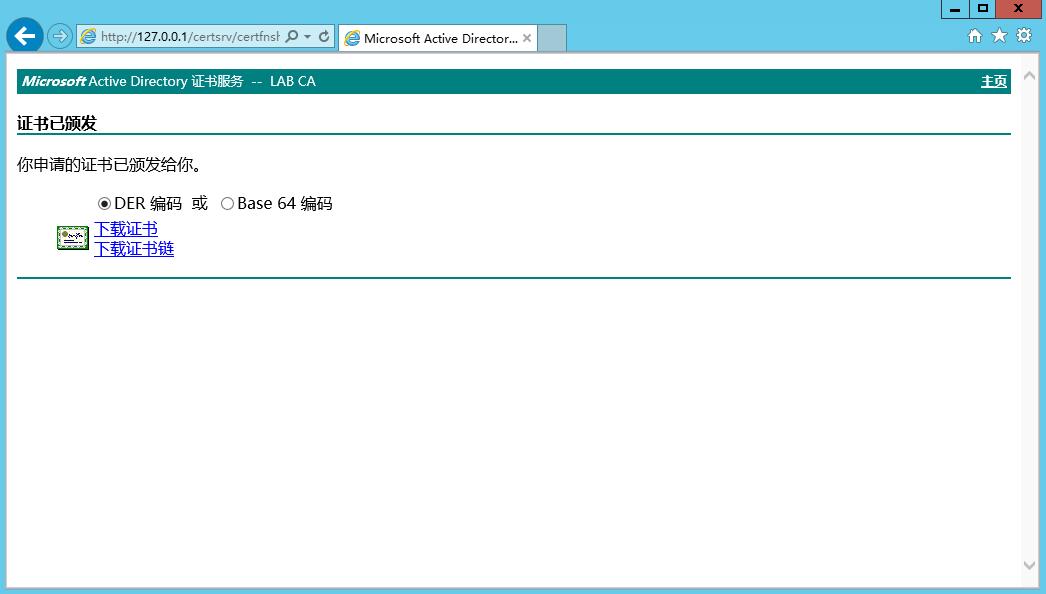 http://127.0.0.1/certsrv/certfnsl
Microsoft Active Director...
Microsoft Active Directory 证书服务 -- LAB CA 主页
证书已颁发
你申请的证书已颁发给你。
DER 编码 或 Base 64 编码
下载证书
下载证书链